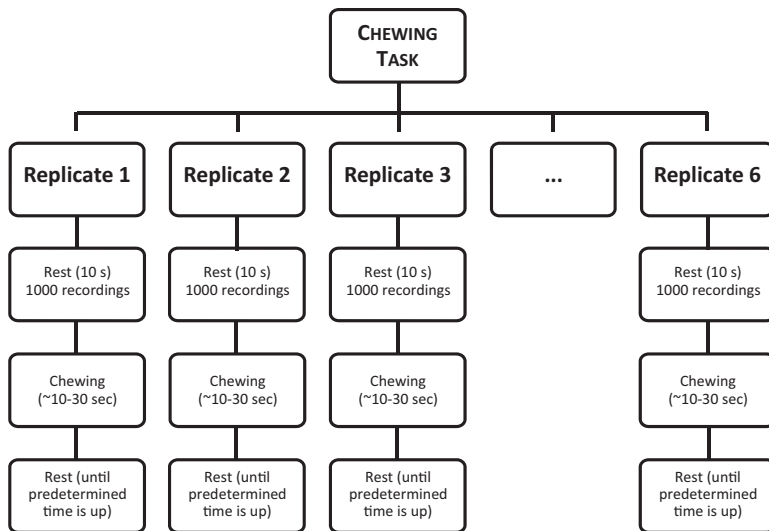 CHEWING
TASK
Replicate 1
Replicate 2
Replicate 3
...
Replicate 6
Rest (10 s)
1000 recordings
Rest (10 s)
1000 recordings
Rest (10 s)
1000 recordings
Rest (10 s)
1000 recordings
Chewing
(~10-30 sec)
Chewing
(~10-30 sec)
Chewing
(~10-30 sec)
Chewing
(~10-30 sec)
Rest (until
predetermined
time is up)
Rest (until
predetermined
time is up)
Rest (until
predetermined
time is up)
Rest (until
predetermined
time is up)